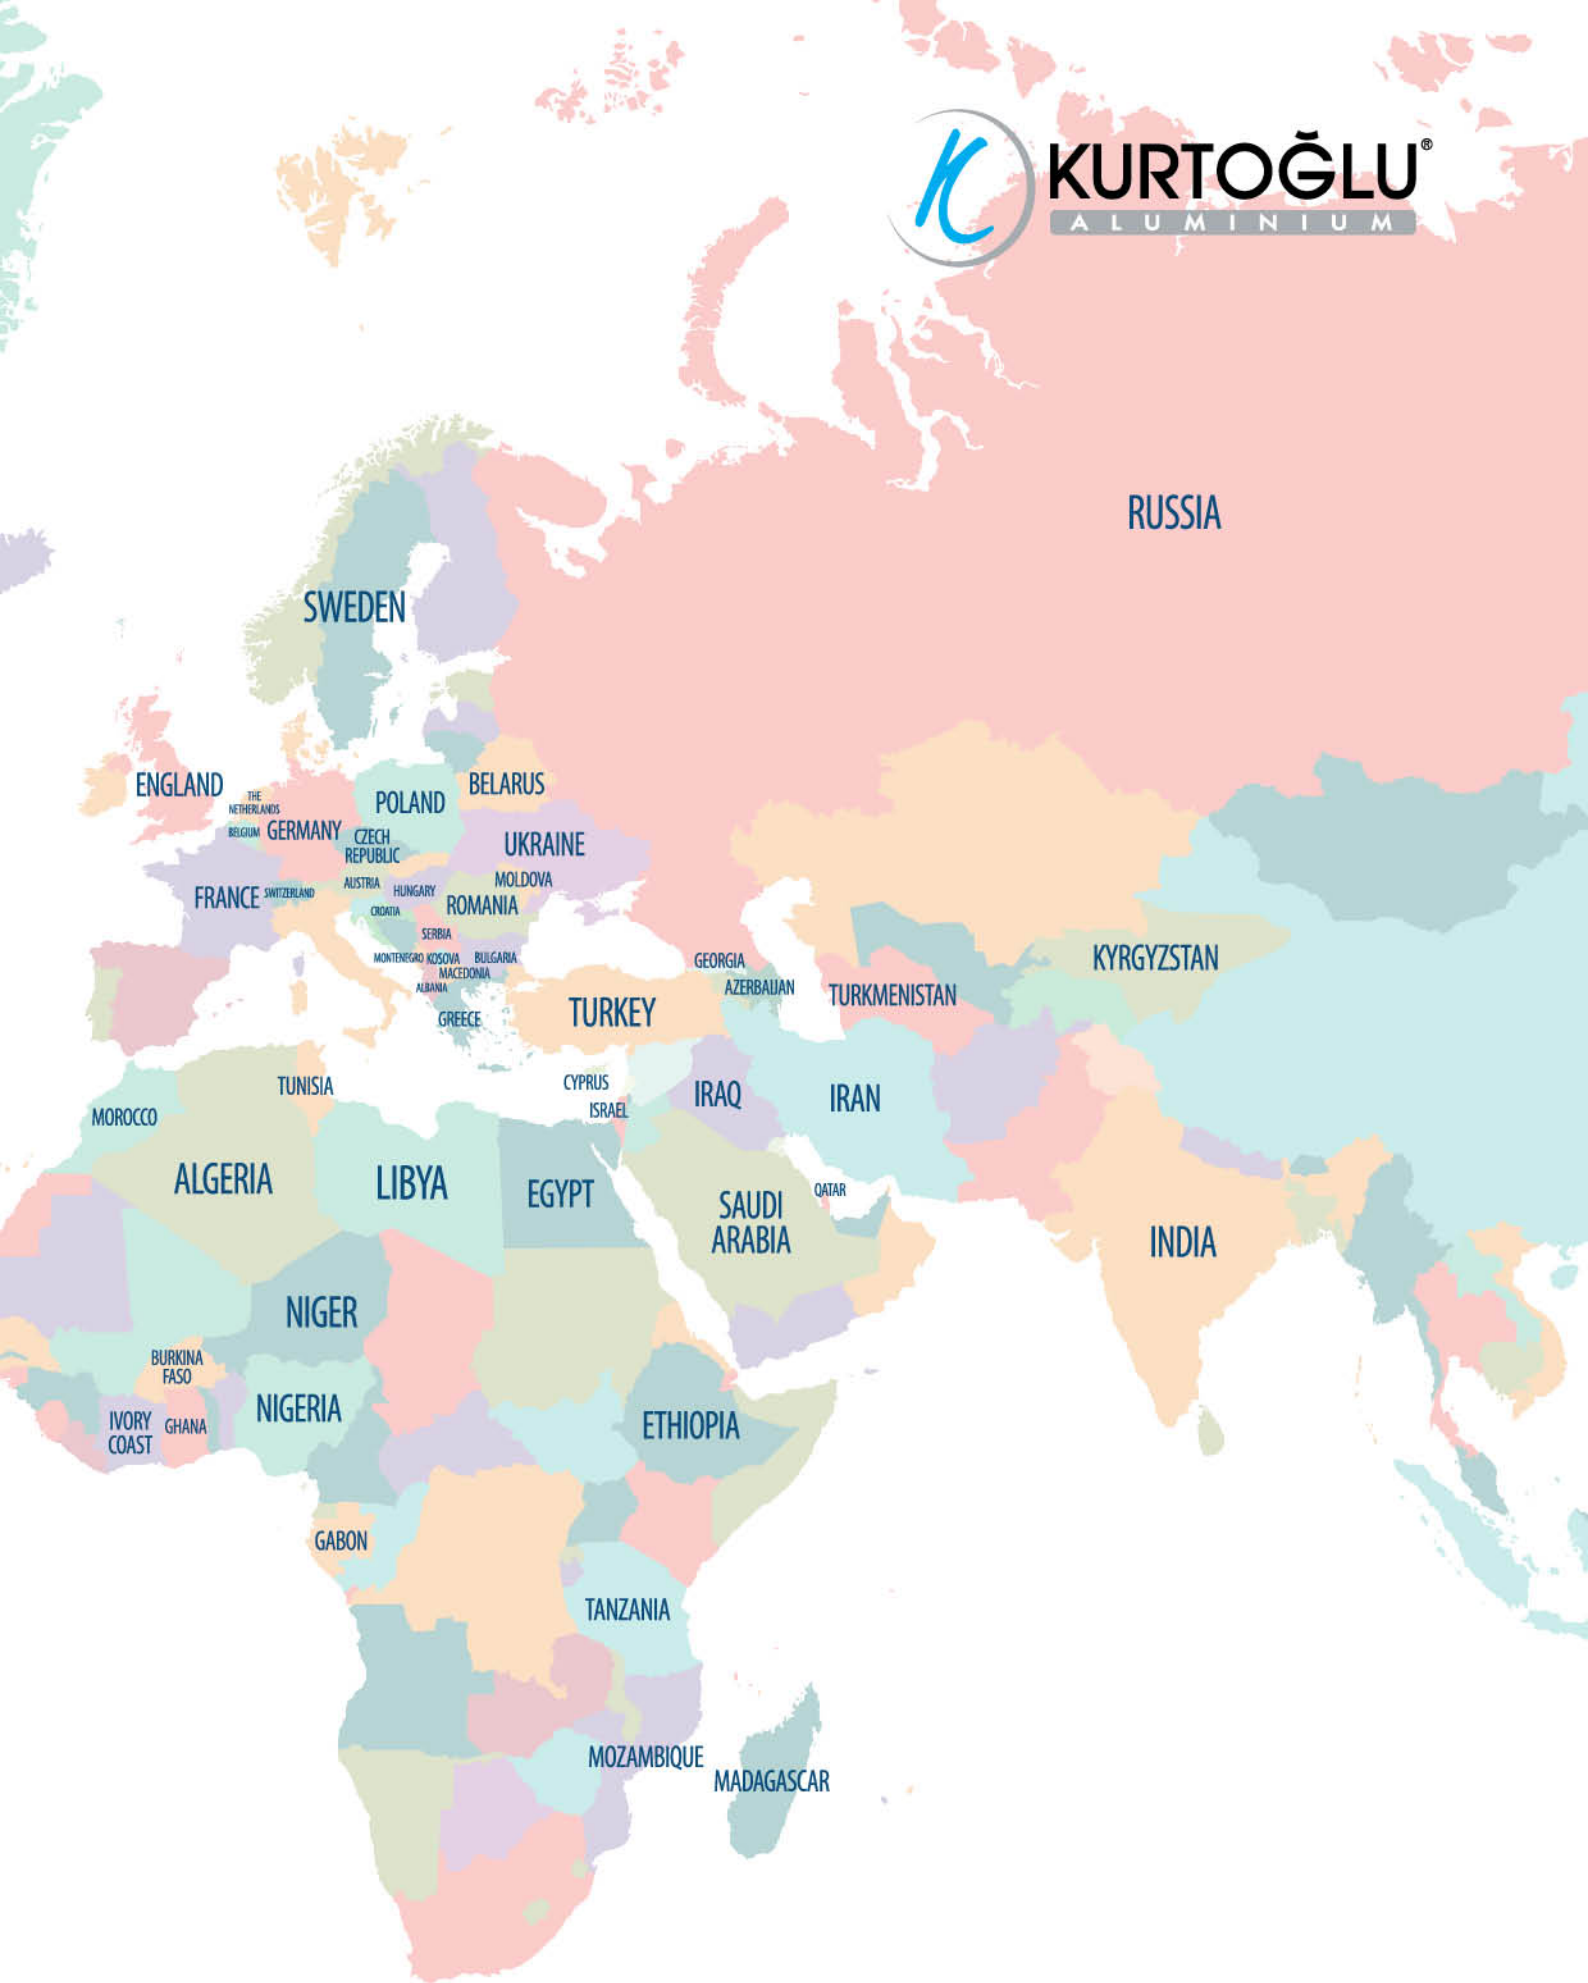 KURTOĞLU®
ALUMINIUM
RUSSIA
SWEDEN
ENGLAND
THE
NETHERLANDS
BELGIUM
GERMANY
POLAND
BELARUS
CZECH
REPUBLIC
UKRAINE
FRANCE
SWITZERLAND
AUSTRIA
HUNGARY
MOLDOVA
CROATIA
ROMANIA
SERBIA
MONTENEGRO
KOSOVA
BULGARIA
MACEDONIA
ALBANIA
GREECE
TURKEY
GEORGIA
AZERBAIJAN
TURKMENISTAN
KYRGYZSTAN
CYPRUS
ISRAEL
IRAQ
IRAN
TUNISIA
MOROCCO
ALGERIA
LIBYA
EGYPT
SAUDI
ARABIA
QATAR
INDIA
NIGER
BURKINA
FASO
NIGERIA
IVORY
COAST
GHANA
ETHIOPIA
GABON
TANZANIA
MOZAMBIQUE
MADAGASCAR